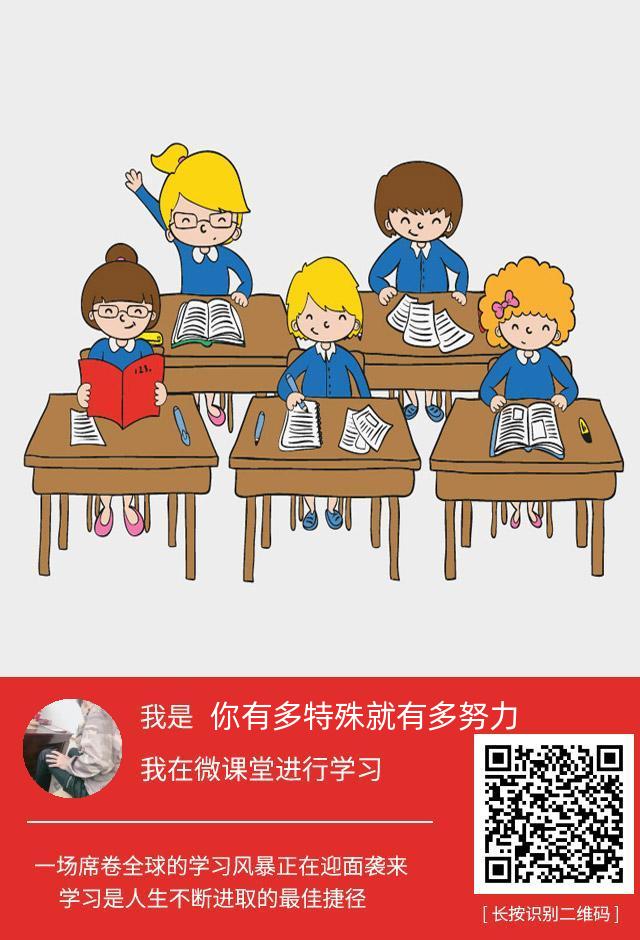 123.
我是 你有多特殊就有多努力
我在微课堂进行学习
一场席卷全球的学习风暴正在迎面袭来
学习是人生不断进取的最佳捷径
[ 长按识别二维码 ]